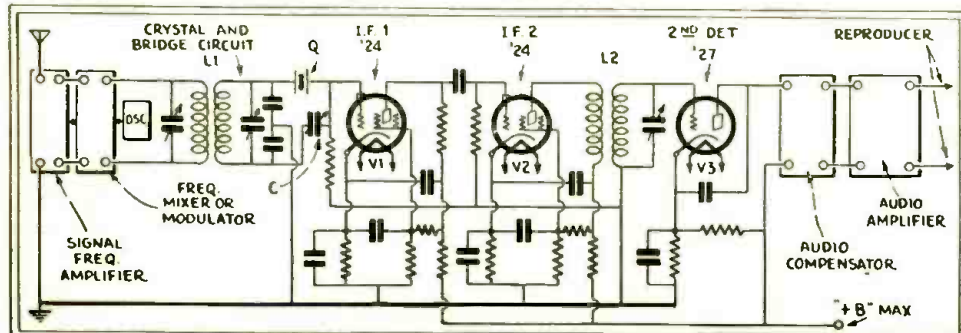 CRYSTAL AND
BRIDGE CIRCUIT
L1
Q
I.F. 1
'24
I.F. 2
'24
L2
2ND DET
'27
REPRODUCER
OSC.
C
V1
V2
V3
FREQ.
MIXER OR
MODULATOR
SIGNAL
FREQ.
AMPLIFIER
AUDIO
AMPLIFIER
AUDIO
COMPENSATOR
"+B" MAX